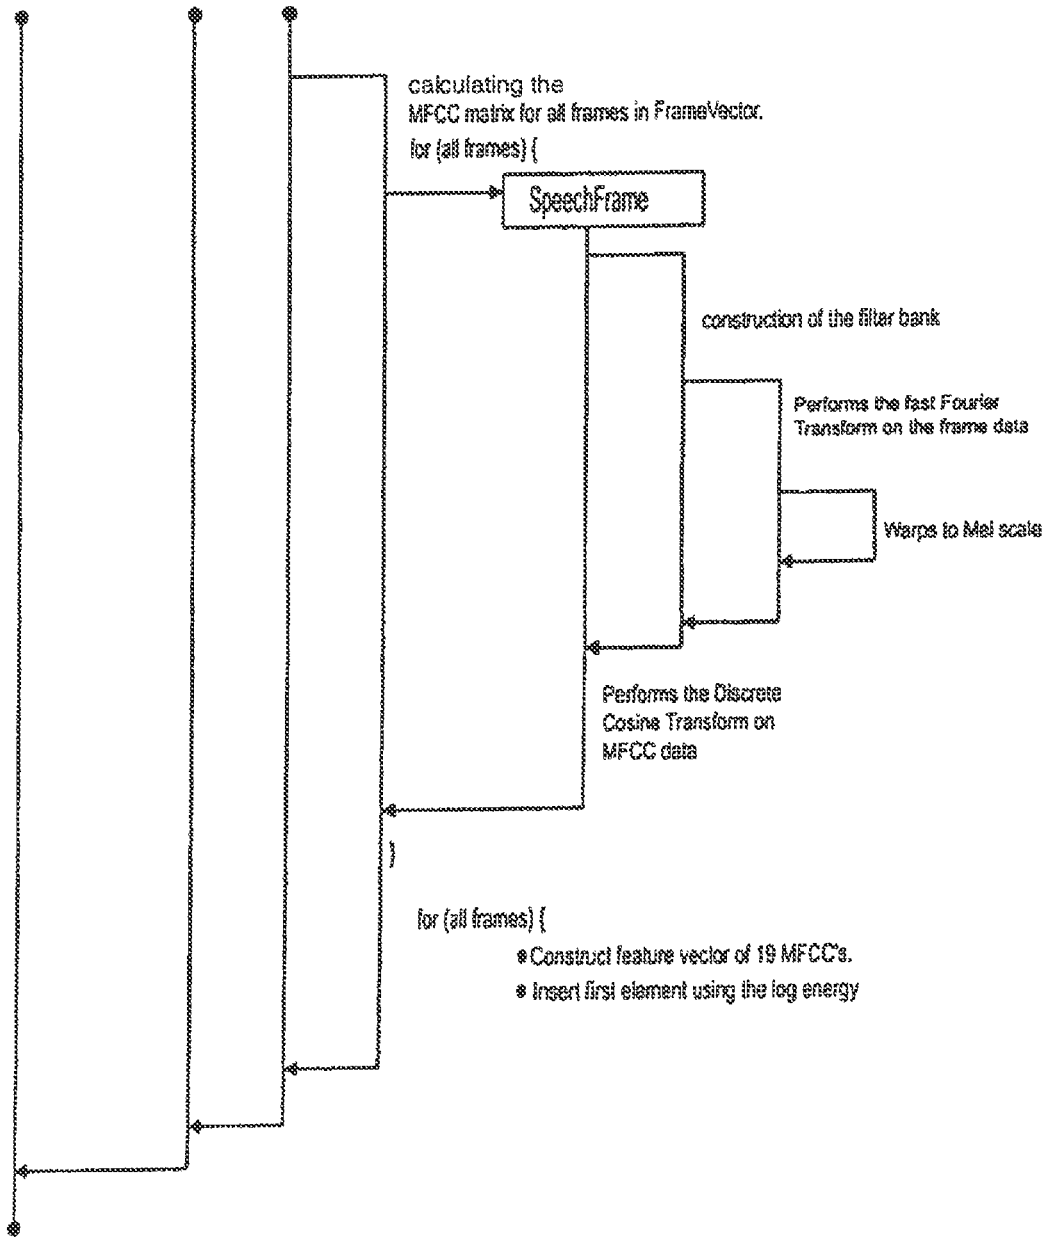 calculating the
MFCC matrix for all frames in FrameVector.
for (all frames) {
SpeechFrame
construction of the filter bank
Performs the fast Fourier
Transform on the frame data
Warps to Mel scale
Performs the Discrete
Cosine Transform on
MFCC data
}
for (all frames) {
• Construct feature vector of 19 MFCC's.
• Insert first element using the log energy